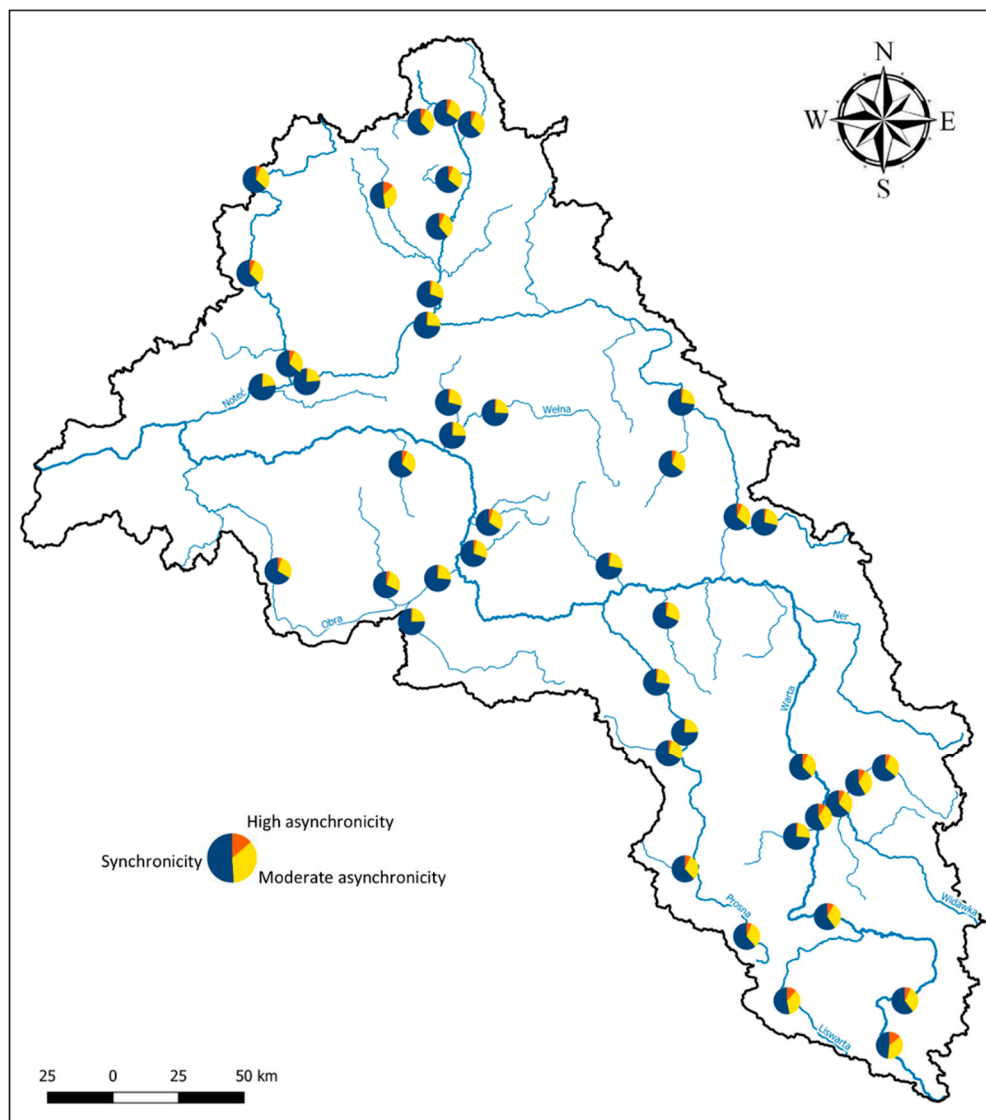 N
W E
S
Noteć
Wełna
Obra
Ner
Warta
High asynchronicity
Synchronicity
Moderate asynchronicity
Prosna
Widawka
Liswarta
25 0 25 50 km